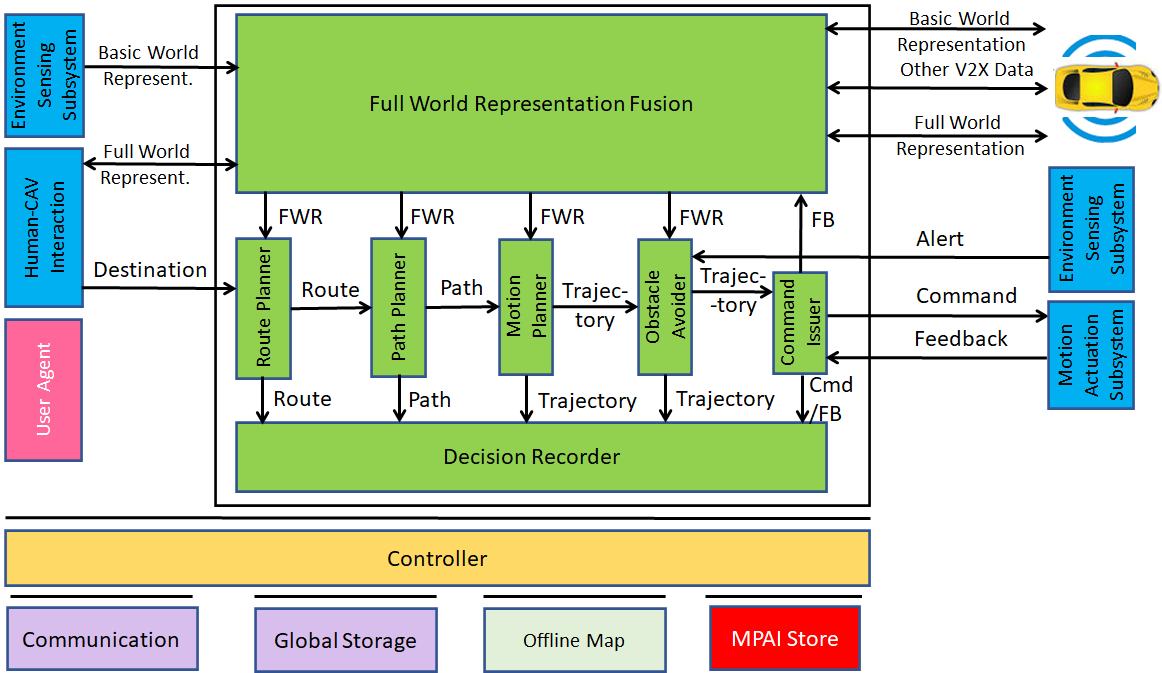 Environment
Sensing
Subsystem
Basic World
Represent.
Full World Representation Fusion
Basic World
Representation
Other V2X Data
Full World
Representation
Human-CAV
Interaction
Full World
Represent.
Destination
User Agent
FWR
FWR
FWR
FWR
FB
Route Planner
Route
Path Planner
Path
Motion
Planner
Trajec-
tory
Obstacle
Avoider
Trajec-
-tory
Command
Issuer
Alert
Environment
Sensing
Subsystem
Command
Feedback
Motion
Actuation
Subsystem
Route
Path
Trajectory
Trajectory
Cmd
/FB
Decision Recorder
Controller
Communication
Global Storage
Offline Map
MPAI Store